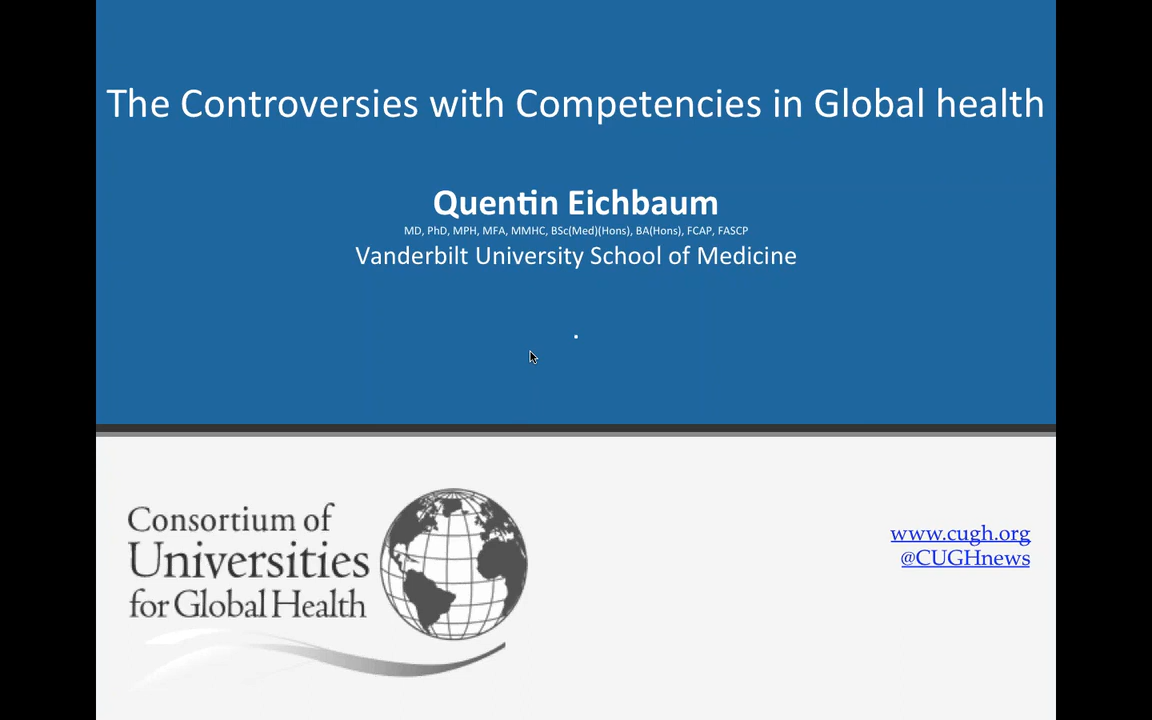 The Controversies with Competencies in Global health
Quentin Eichbaum
MD, PhD, MPH, MFA, MMHC, BSc(Med)(Hons), BA(Hons), FCAP, FASCP
Vanderbilt University School of Medicine
.
Consortium of
Universities
for Global Health
www.cugh.org
@CUGHnews